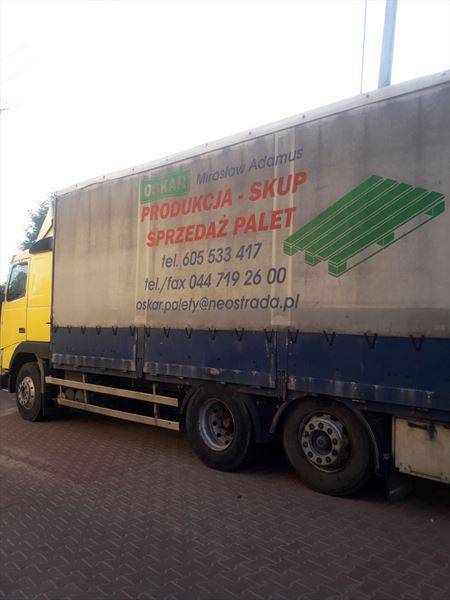 OSKAR Mirosław Adamus
PRODUKCJA - SKUP
SPRZEDAŻ PALET
tel. 605 533 417
tel./fax 044 719 26 00
oskar.palety@neostrada.pl